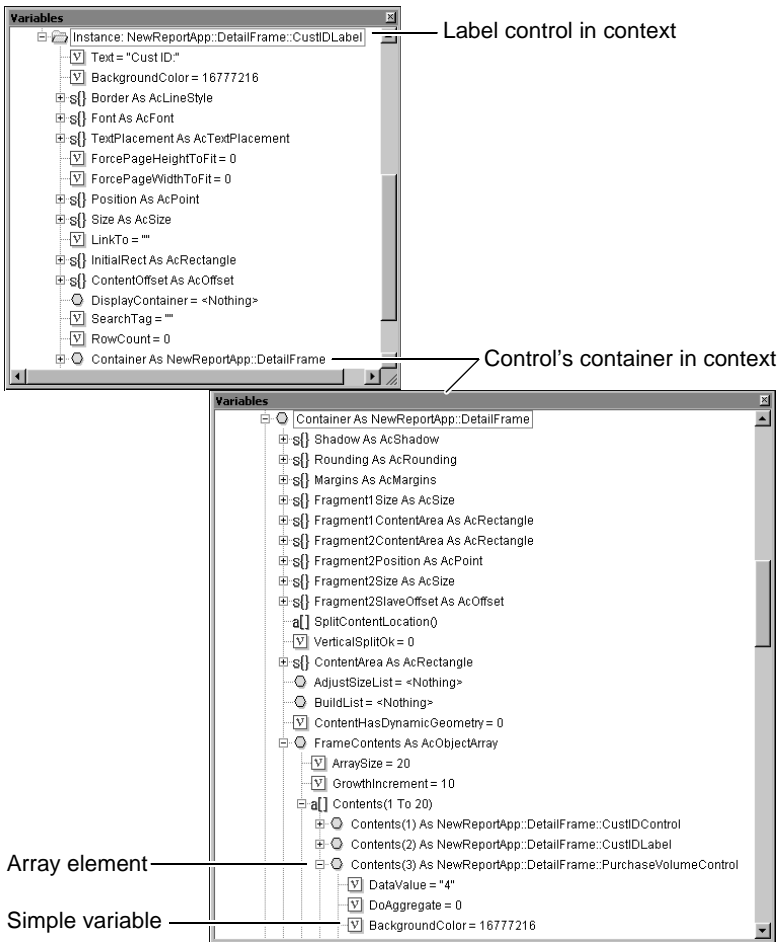 Variables
Instance: NewReportApp::DetailFrame::CustIDLabel
Label control in context
V Text = "Cust ID:"
V BackgroundColor = 16777216
s{} Border As AcLineStyle
s{} Font As AcFont
s{} TextPlacement As AcTextPlacement
V ForcePageHeightToFit = 0
V ForcePageWidthToFit = 0
s{} Position As AcPoint
s{} Size As AcSize
V LinkTo = ""
s{} InitialRect As AcRectangle
s{} ContentOffset As AcOffset
DisplayContainer = <Nothing>
V SearchTag = ""
V RowCount = 0
Container As NewReportApp::DetailFrame
Control's container in context
Variables
Container As NewReportApp::DetailFrame
s{} Shadow As AcShadow
s{} Rounding As AcRounding
s{} Margins As AcMargins
s{} Fragment1Size As AcSize
s{} Fragment1ContentArea As AcRectangle
s{} Fragment2ContentArea As AcRectangle
s{} Fragment2Position As AcPoint
s{} Fragment2Size As AcSize
s{} Fragment2SlaveOffset As AcOffset
a[] SplitContentLocation()
V VerticalSplitOk = 0
s{} ContentArea As AcRectangle
AdjustSizeList = <Nothing>
BuildList = <Nothing>
V ContentHasDynamicGeometry = 0
FrameContents As AcObjectArray
V ArraySize = 20
V GrowthIncrement = 10
a[] Contents(1 To 20)
Contents(1) As NewReportApp::DetailFrame::CustIDControl
Contents(2) As NewReportApp::DetailFrame::CustIDLabel
Array element
Contents(3) As NewReportApp::DetailFrame::PurchaseVolumeControl
V DataValue = "4"
V DoAggregate = 0
Simple variable
V BackgroundColor = 16777216